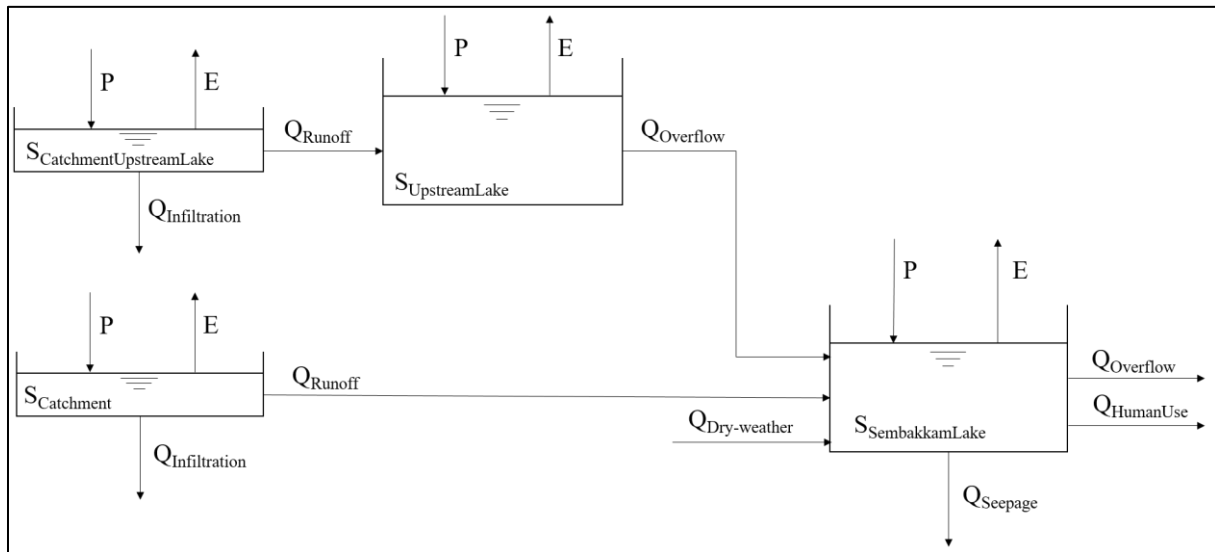 P
E
P
E
Q_Runoff
Q_Overflow
S_CatchmentUpstreamLake
S_UpstreamLake
Q_Infiltration
P
E
P
E
Q_Runoff
Q_Overflow
S_Catchment
Q_HumanUse
Q_Dry-weather
S_SembakkamLake
Q_Infiltration
Q_Seepage